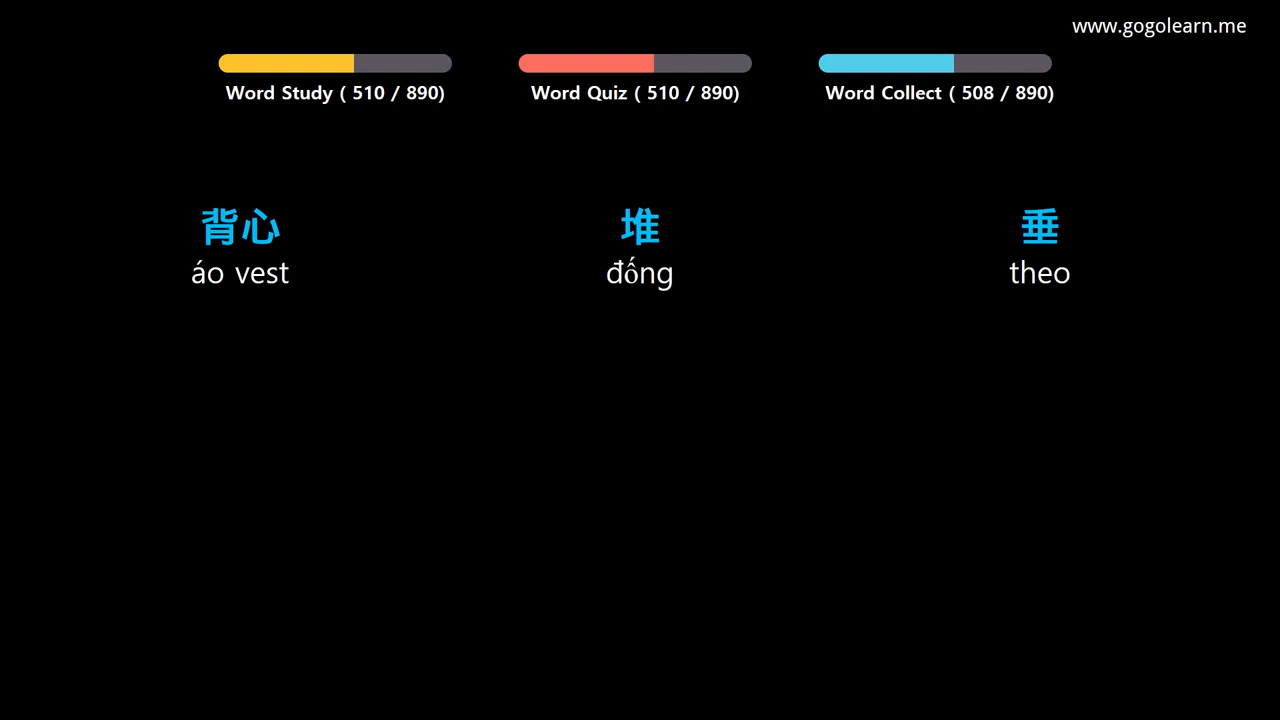 www.gogolearn.me
Word Study ( 510 / 890)
Word Quiz ( 510 / 890)
Word Collect ( 508 / 890)
背心
堆
垂
áo vest
đống
theo